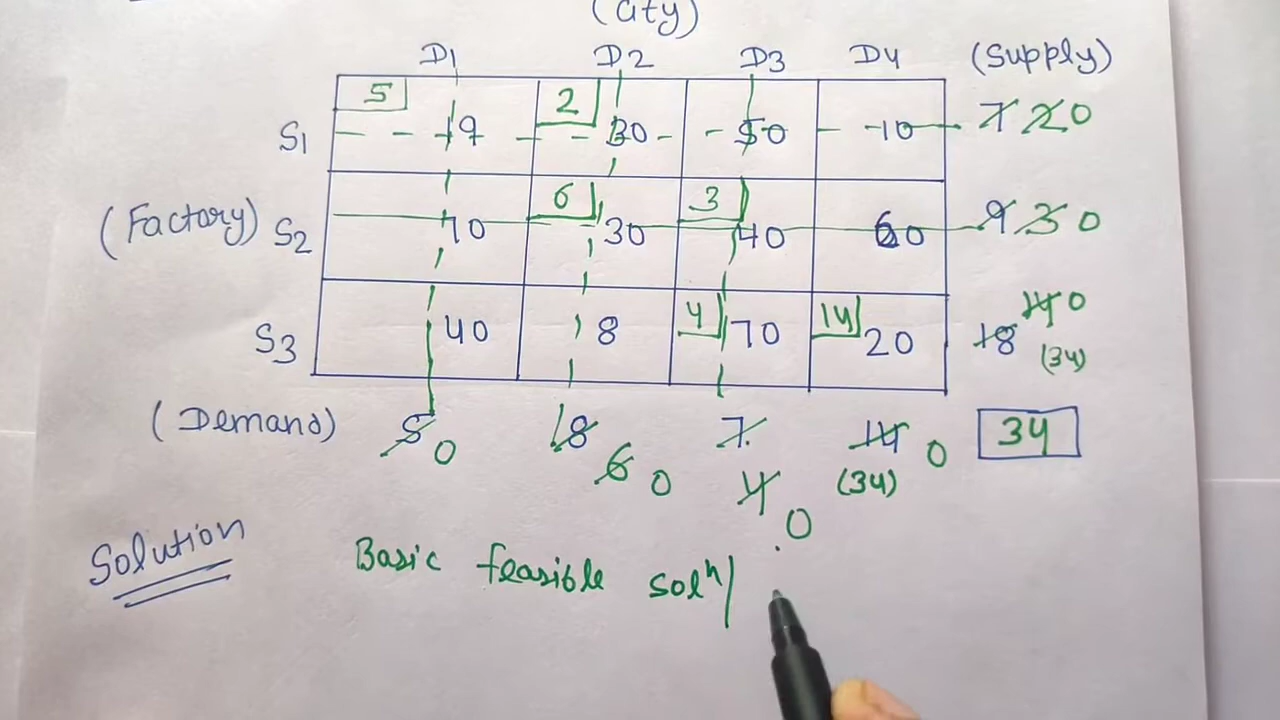 (City)
D1 D2 D3 D4 (Supply)
S1 5 19 2 30 50 10 7 2 0
(Factory) S2 70 6 30 3 40 60 9 3 0
S3 40 8 4 70 14 20 18 14 0
(34)
(Demand) 5 0 8 6 0 7 4 0 14 0 34
(34)
Solution
Basic feasible solⁿ/